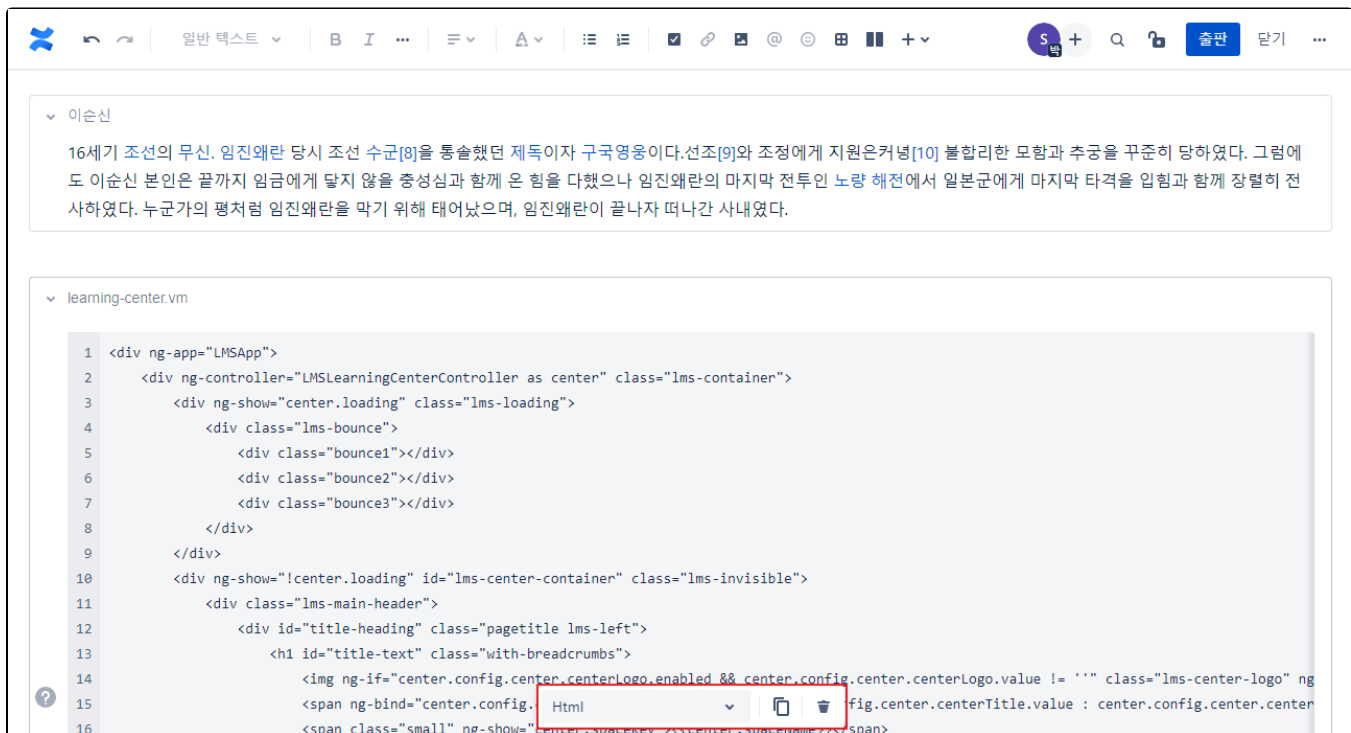 일반 텍스트 B I A @ S 박 출판 닫기
이순신
16세기 조선의 무신. 임진왜란 당시 조선 수군[8]을 통솔했던 제독이자 구국영웅이다.선조[9]와 조정에게 지원은커녕[10] 불합리한 모함과 추궁을 꾸준히 당하였다. 그럼에
도 이순신 본인은 끝까지 임금에게 닿지 않을 충성심과 함께 온 힘을 다했으나 임진왜란의 마지막 전투인 노량 해전에서 일본군에게 마지막 타격을 입힘과 함께 장렬히 전
사하였다. 누군가의 평처럼 임진왜란을 막기 위해 태어났으며, 임진왜란이 끝나자 떠나간 사내였다.
learning-center.vm
1 <div ng-app="LMSApp">
2 <div ng-controller="LMSLearningCenterController as center" class="lms-container">
3 <div ng-show="center.loading" class="lms-loading">
4 <div class="lms-bounce">
5 <div class="bounce1"></div>
6 <div class="bounce2"></div>
7 <div class="bounce3"></div>
8 </div>
9 </div>
10 <div ng-show="!center.loading" id="lms-center-container" class="lms-invisible">
11 <div class="lms-main-header">
12 <div id="title-heading" class="pagetitle lms-left">
13 <h1 id="title-text" class="with-breadcrumbs">
14 <img ng-if="center.config.center.centerLogo.enabled && center.config.center.centerLogo.value != ''" class="lms-center-logo" ng
15 <span ng-bind="center.config. Html fig.center.centerTitle.value : center.config.center.center
16 <span class="small" ng-show="center.spaceKey"></span>